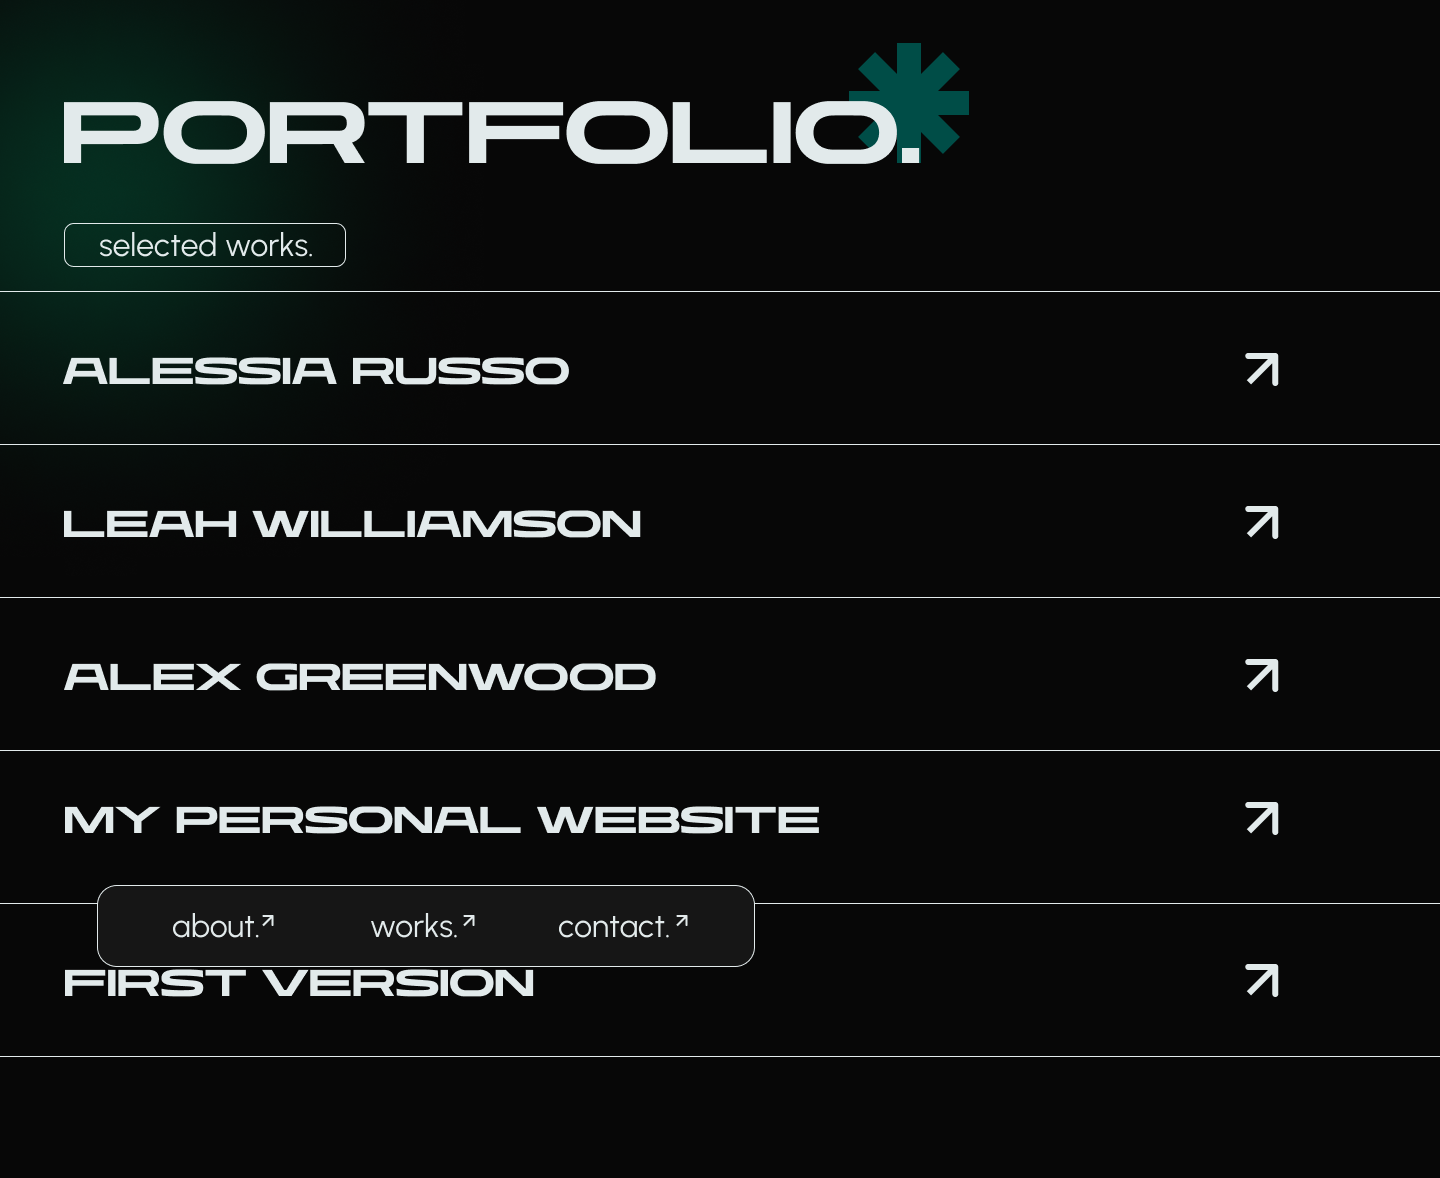 PORTFOLIO.
selected works.
ALESSIA RUSSO
LEAH WILLIAMSON
ALEX GREENWOOD
MY PERSONAL WEBSITE
about. works. contact.
FIRST VERSION